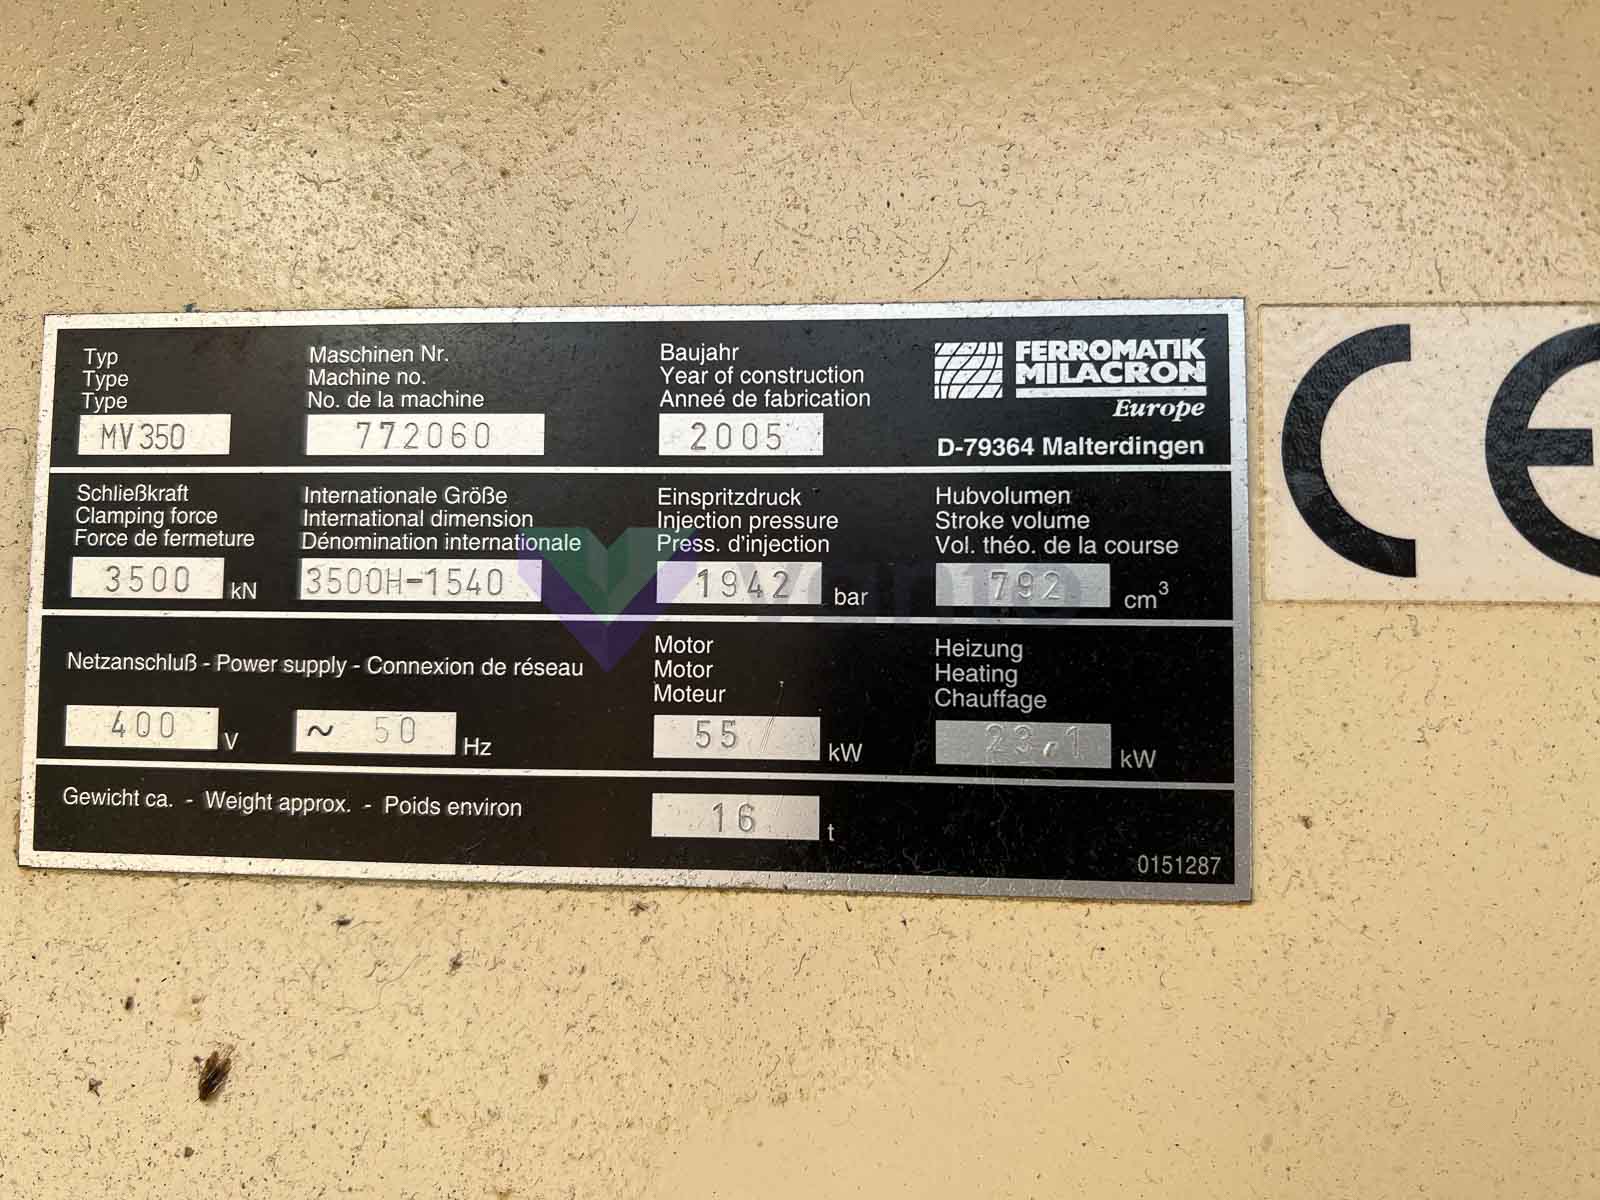 Typ
Type
Type
MV350
Maschinen Nr.
Machine no.
No. de la machine
772060
Baujahr
Year of construction
Anneé de fabrication
2005
FERROMATIK
MILACRON
Europe
D-79364 Malterdingen
Schließkraft
Clamping force
Force de fermeture
3500 kN
Internationale Größe
International dimension
Dénomination internationale
3500H-1540
Einspritzdruck
Injection pressure
Press. d'injection
1942 bar
Hubvolumen
Stroke volume
Vol. théo. de la course
792 cm³
Netzanschluß - Power supply - Connexion de réseau
400 V ~ 50 Hz
Motor
Motor
Moteur
55 kW
Heizung
Heating
Chauffage
23.1 kW
Gewicht ca. - Weight approx. - Poids environ
16 t
0151287
CE